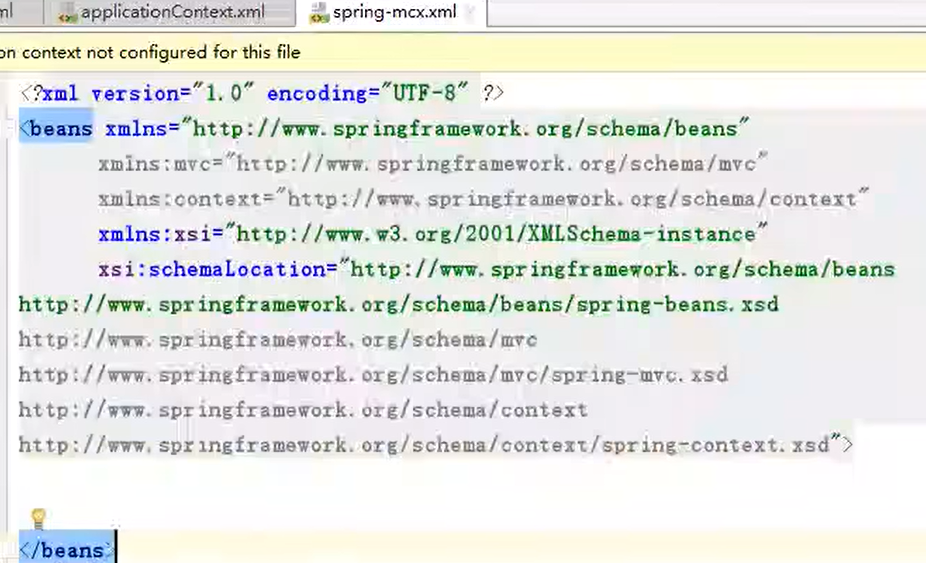 ml applicationContext.xml spring-mcx.xml
on context not configured for this file
<?xml version="1.0" encoding="UTF-8" ?>
<beans xmlns="http://www.springframework.org/schema/beans"
xmlns:mvc="http://www.springframework.org/schema/mvc"
xmlns:context="http://www.springframework.org/schema/context"
xmlns:xsi="http://www.w3.org/2001/XMLSchema-instance"
xsi:schemaLocation="http://www.springframework.org/schema/beans
http://www.springframework.org/schema/beans/spring-beans.xsd
http://www.springframework.org/schema/mvc
http://www.springframework.org/schema/mvc/spring-mvc.xsd
http://www.springframework.org/schema/context
http://www.springframework.org/schema/context/spring-context.xsd">
</beans>